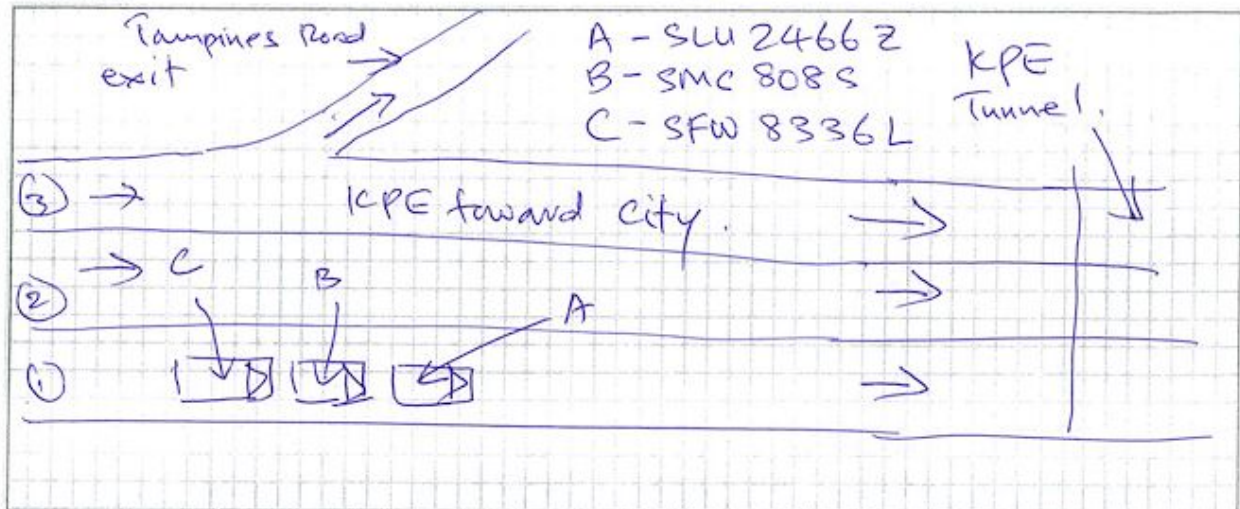 Tampines Road
exit
A - SLU 2466 Z
B - SMC 808 S
C - SFW 8336 L
KPE
Tunnel.
③
KPE toward city.
②
C
B
A
①